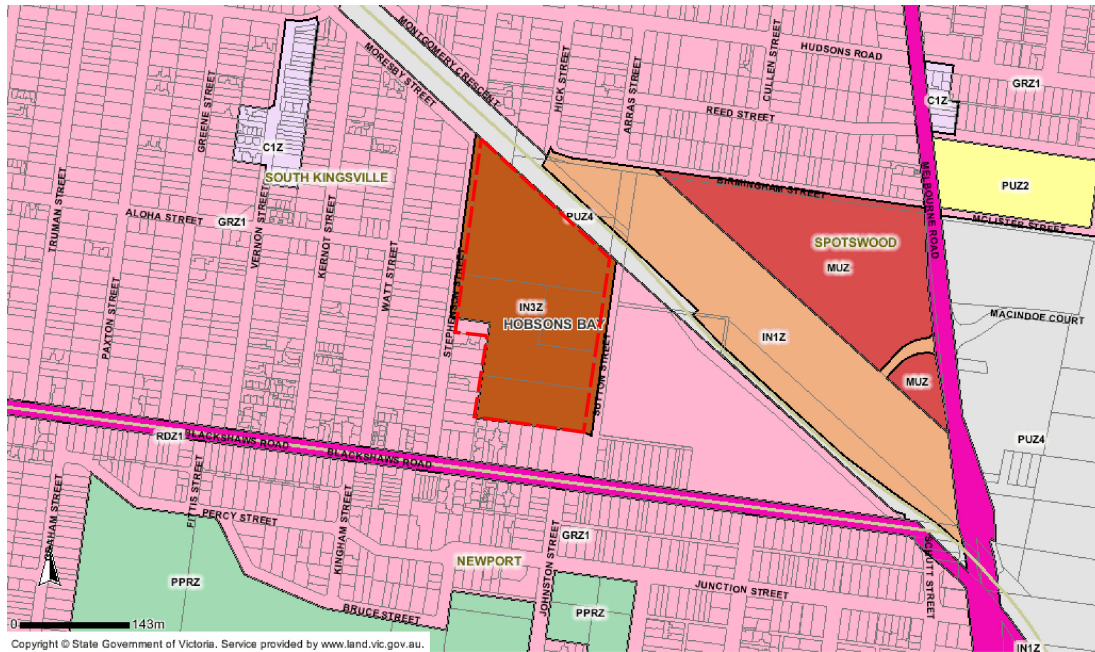 MONTGOMERY CRESCENT
MORESBY STREET
HICK STREET
ARRAS STREET
CULLEN STREET
HUDSONS ROAD
REED STREET
GRZ1
C1Z
GREENE STREET
C1Z
SOUTH KINGSVILLE
TRUMAN STREET
ALOHA STREET
GRZ1
VERNON STREET
KERNOT STREET
WATT STREET
PAXTON STREET
STEPHENSON STREET
PUZ4
BIRMINGHAM STREET
MELBOURNE ROAD
PUZ2
MCLISTER STREET
SPOTSWOOD
MUZ
IN3Z
HOBSONS BAY
SUTTON STREET
IN1Z
MACINDOE COURT
MUZ
PUZ4
RDZ1
BLACKSHAWS ROAD
BLACKSHAWS ROAD
GRAHAM STREET
FITTIS STREET
PERCY STREET
KINGHAM STREET
GRZ1
NEWPORT
JOHNSTON STREET
SCHUTT STREET
JUNCTION STREET
PPRZ
BRUCE STREET
PPRZ
0
143m
IN1Z
Copyright © State Government of Victoria. Service provided by www.land.vic.gov.au.